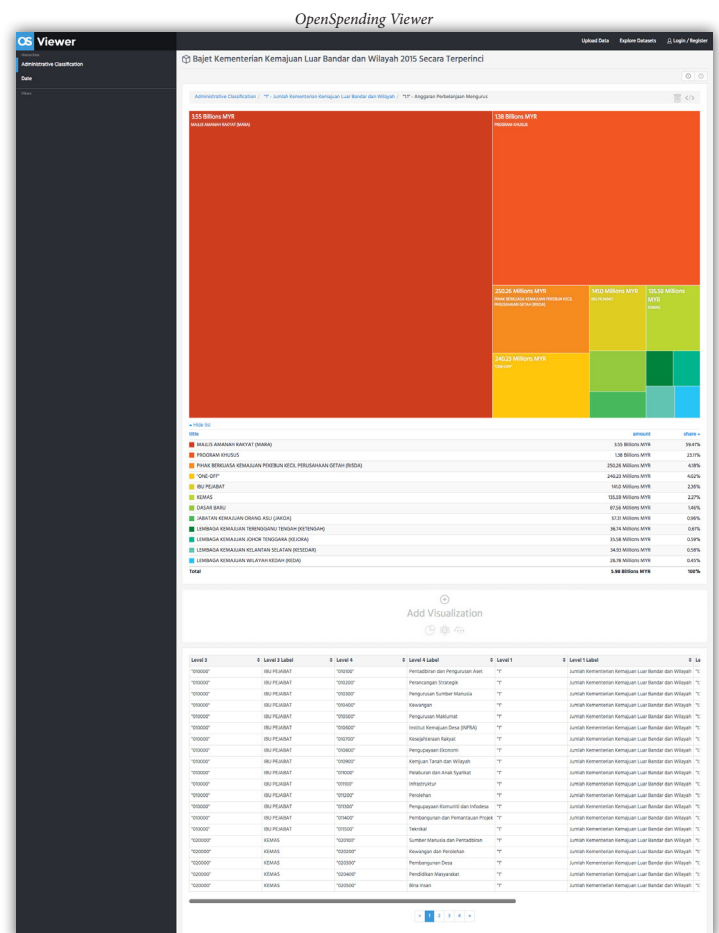 OpenSpending Viewer
OS Viewer
Upload Data Explore Datasets Login / Register
Administrative Classification
Date
Bajet Kementerian Kemajuan Luar Bandar dan Wilayah 2015 Secara Terperinci
Administrative Classification / "1" - Jumlah Kementerian Kemajuan Luar Bandar dan Wilayah / "1.1" - Anggaran Perbelanjaan Mengurus
3.55 Billions MYR
MAJLIS AMANAH RAKYAT (MARA)
1.38 Billions MYR
PROGRAM KHUSUS
250.26 Millions MYR
PIHAK BERKUASA KEMAJUAN PEKEBUN KECIL PERUSAHAAN GETAH (RISDA)
141.0 Millions MYR
IBU PEJABAT
135.59 Millions MYR
KEMAS
240.23 Millions MYR
"ONE-OFF"
Hide list
title amount share
MAJLIS AMANAH RAKYAT (MARA) 3.55 Billions MYR 59.41%
PROGRAM KHUSUS 1.38 Billions MYR 23.11%
PIHAK BERKUASA KEMAJUAN PEKEBUN KECIL PERUSAHAAN GETAH (RISDA) 250.26 Millions MYR 4.18%
"ONE-OFF" 240.23 Millions MYR 4.02%
IBU PEJABAT 141.0 Millions MYR 2.36%
KEMAS 135.59 Millions MYR 2.27%
DASAR BARU 87.56 Millions MYR 1.46%
JABATAN KEMAJUAN ORANG ASLI (JAKOA) 57.31 Millions MYR 0.96%
LEMBAGA KEMAJUAN TERENGGANU TENGAH (KETENGAH) 36.74 Millions MYR 0.61%
LEMBAGA KEMAJUAN JOHOR TENGGARA (KEJORA) 35.58 Millions MYR 0.59%
LEMBAGA KEMAJUAN KELANTAN SELATAN (KESEDAR) 34.93 Millions MYR 0.58%
LEMBAGA KEMAJUAN WILAYAH KEDAH (KEDA) 26.78 Millions MYR 0.45%
Total 5.98 Billions MYR 100%
Add Visualization
Level 3 Level 3 Label Level 4 Level 4 Label Level 1 Level 1 Label
"010000" IBU PEJABAT "010100" Pentadbiran dan Pengurusan Aset "1" Jumlah Kementerian Kemajuan Luar Bandar dan Wilayah
"010000" IBU PEJABAT "010200" Perancangan Strategik "1" Jumlah Kementerian Kemajuan Luar Bandar dan Wilayah
"010000" IBU PEJABAT "010300" Pengurusan Sumber Manusia "1" Jumlah Kementerian Kemajuan Luar Bandar dan Wilayah
"010000" IBU PEJABAT "010400" Kewangan "1" Jumlah Kementerian Kemajuan Luar Bandar dan Wilayah
"010000" IBU PEJABAT "010500" Pengurusan Maklumat "1" Jumlah Kementerian Kemajuan Luar Bandar dan Wilayah
"010000" IBU PEJABAT "010600" Institut Kemajuan Desa (INFRA) "1" Jumlah Kementerian Kemajuan Luar Bandar dan Wilayah
"010000" IBU PEJABAT "010700" Kesejahteraan Rakyat "1" Jumlah Kementerian Kemajuan Luar Bandar dan Wilayah
"010000" IBU PEJABAT "010800" Pengupayaan Ekonomi "1" Jumlah Kementerian Kemajuan Luar Bandar dan Wilayah
"010000" IBU PEJABAT "010900" Kemjuan Tanah dan Wilayah "1" Jumlah Kementerian Kemajuan Luar Bandar dan Wilayah
"010000" IBU PEJABAT "011000" Pelaburan dan Anak Syarikat "1" Jumlah Kementerian Kemajuan Luar Bandar dan Wilayah
"010000" IBU PEJABAT "011100" Infrastruktur "1" Jumlah Kementerian Kemajuan Luar Bandar dan Wilayah
"010000" IBU PEJABAT "011200" Perolehan "1" Jumlah Kementerian Kemajuan Luar Bandar dan Wilayah
"010000" IBU PEJABAT "011300" Pengupayaan Komuniti dan Infodesa "1" Jumlah Kementerian Kemajuan Luar Bandar dan Wilayah
"010000" IBU PEJABAT "011400" Pembangunan dan Pemantauan Projek "1" Jumlah Kementerian Kemajuan Luar Bandar dan Wilayah
"010000" IBU PEJABAT "011500" Teknikal "1" Jumlah Kementerian Kemajuan Luar Bandar dan Wilayah
"020000" KEMAS "020100" Sumber Manusia dan Pentadbiran "1" Jumlah Kementerian Kemajuan Luar Bandar dan Wilayah
"020000" KEMAS "020200" Kewangan dan Perolehan "1" Jumlah Kementerian Kemajuan Luar Bandar dan Wilayah
"020000" KEMAS "020300" Pembangunan Desa "1" Jumlah Kementerian Kemajuan Luar Bandar dan Wilayah
"020000" KEMAS "020400" Pendidikan Masyarakat "1" Jumlah Kementerian Kemajuan Luar Bandar dan Wilayah
"020000" KEMAS "020500" Bina Insan "1" Jumlah Kementerian Kemajuan Luar Bandar dan Wilayah
« 1 2 3 4 »